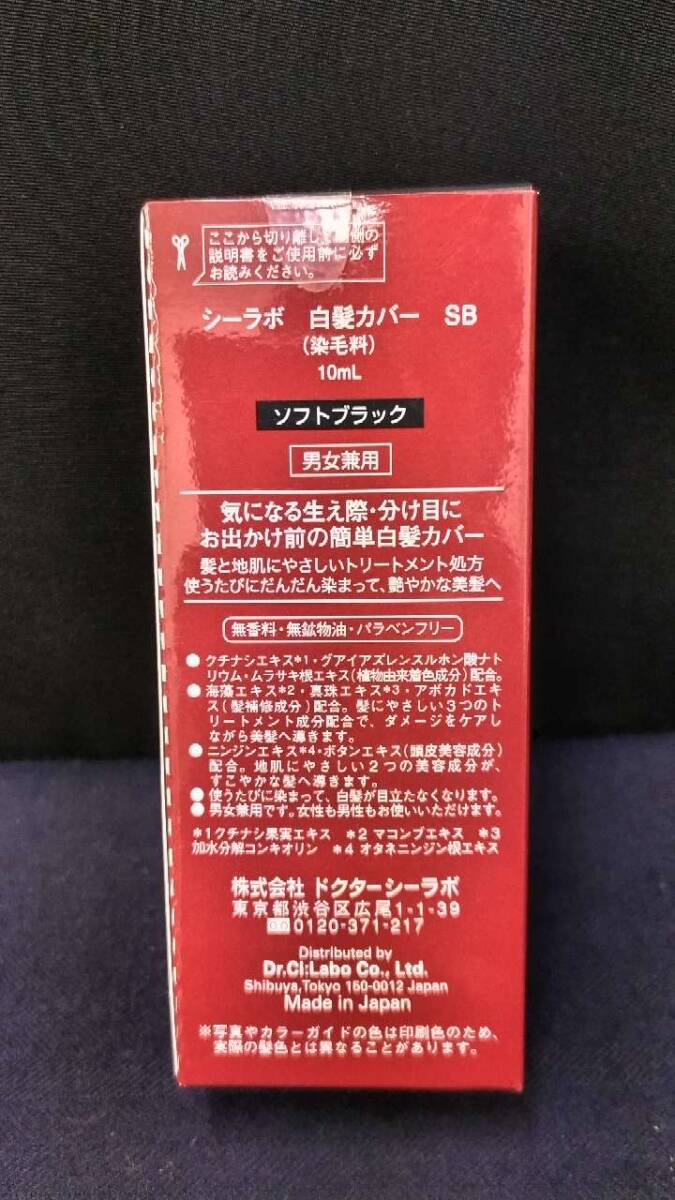 ここから切り離し 側の
説明書をご使用前に必ず
お読みください。
シーラボ 白髪カバー SB
(染毛料)
10mL
ソフトブラック
男女兼用
気になる生え際・分け目に
お出かけ前の簡単白髪カバー
髪と地肌にやさしいトリートメント処方
使うたびにだんだん染まって、艶やかな美髪へ
無香料・無鉱物油・パラベンフリー
●クチナシエキス*1・グアイアズレンスルホン酸ナト
リウム・ムラサキ根エキス(植物由来着色成分)配合。
●海藻エキス*2・真珠エキス*3・アボカドエキ
ス(髪補修成分)配合。髪にやさしい3つのト
リートメント成分配合で、ダメージをケアし
ながら美髪へ導きます。
●ニンジンエキス*4・ボタンエキス(頭皮美容成分)
配合。地肌にやさしい2つの美容成分が、
すこやかな髪へ導きます。
●使うたびに染まって、白髪が目立たなくなります。
●男女兼用です。女性も男性もお使いいただけます。
*1クチナシ果実エキス *2 マコンブエキス *3
加水分解コンキオリン *4 オタネニンジン根エキス
株式会社 ドクターシーラボ
東京都渋谷区広尾1-1-39
0120-371-217
Distributed by
Dr.Ci:Labo Co., Ltd.
Shibuya,Tokyo 150-0012 Japan
Made in Japan
※写真やカラーガイドの色は印刷色のため、
実際の髪色とは異なることがあります。